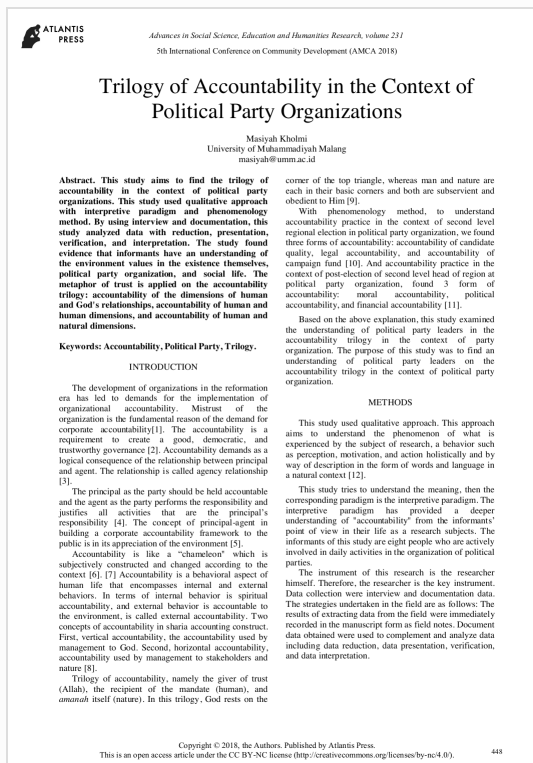 ATLANTIS
PRESS
Advances in Social Science, Education and Humanities Research, volume 231
5th International Conference on Community Development (AMCA 2018)
Trilogy of Accountability in the Context of
Political Party Organizations
Masiyah Kholmi
University of Muhammadiyah Malang
masiyah@umm.ac.id
Abstract. This study aims to find the trilogy of
accountability in the context of political party
organizations. This study used qualitative approach
with interpretive paradigm and phenomenology
method. By using interview and documentation, this
study analyzed data with reduction, presentation,
verification, and interpretation. The study found
evidence that informants have an understanding of
the environment values in the existence themselves,
political party organization, and social life. The
metaphor of trust is applied on the accountability
trilogy: accountability of the dimensions of human
and God's relationships, accountability of human and
human dimensions, and accountability of human and
natural dimensions.
Keywords: Accountability, Political Party, Trilogy.
INTRODUCTION
The development of organizations in the reformation
era has led to demands for the implementation of
organizational accountability. Mistrust of the
organization is the fundamental reason of the demand for
corporate accountability[1]. The accountability is a
requirement to create a good, democratic, and
trustworthy governance [2]. Accountability demands as a
logical consequence of the relationship between principal
and agent. The relationship is called agency relationship
[3].
The principal as the party should be held accountable
and the agent as the party performs the responsibility and
justifies all activities that are the principal's
responsibility [4]. The concept of principal-agent in
building a corporate accountability framework to the
public is in its appreciation of the environment [5].
Accountability is like a "chameleon" which is
subjectively constructed and changed according to the
context [6]. [7] Accountability is a behavioral aspect of
human life that encompasses internal and external
behaviors. In terms of internal behavior is spiritual
accountability, and external behavior is accountable to
the environment, is called external accountability. Two
concepts of accountability in sharia accounting construct.
First, vertical accountability, the accountability used by
management to God. Second, horizontal accountability,
accountability used by management to stakeholders and
nature [8].
Trilogy of accountability, namely the giver of trust
(Allah), the recipient of the mandate (human), and
amanah itself (nature). In this trilogy, God rests on the
corner of the top triangle, whereas man and nature are
each in their basic corners and both are subservient and
obedient to Him [9].
With phenomenology method, to understand
accountability practice in the context of second level
regional election in political party organization, we found
three forms of accountability: accountability of candidate
quality, legal accountability, and accountability of
campaign fund [10]. And accountability practice in the
context of post-election of second level head of region at
political party organization, found 3 form of
accountability: moral accountability, political
accountability, and financial accountability [11].
Based on the above explanation, this study examined
the understanding of political party leaders in the
accountability trilogy in the context of party
organization. The purpose of this study was to find an
understanding of political party leaders on the
accountability trilogy in the context of political party
organization.
METHODS
This study used qualitative approach. This approach
aims to understand the phenomenon of what is
experienced by the subject of research, a behavior such
as perception, motivation, and action holistically and by
way of description in the form of words and language in
a natural context [12].
This study tries to understand the meaning, then the
corresponding paradigm is the interpretive paradigm. The
interpretive paradigm has provided a deeper
understanding of "accountability" from the informants'
point of view in their life as a research subjects. The
informants of this study are eight people who are actively
involved in daily activities in the organization of political
parties.
The instrument of this research is the researcher
himself. Therefore, the researcher is the key instrument.
Data collection were interview and documentation data.
The strategies undertaken in the field are as follows: The
results of extracting data from the field were immediately
recorded in the manuscript form as field notes. Document
data obtained were used to complement and analyze data
including data reduction, data presentation, verification,
and data interpretation.
Copyright © 2018, the Authors. Published by Atlantis Press.
This is an open access article under the CC BY-NC license (http://creativecommons.org/licenses/by-nc/4.0/).
448